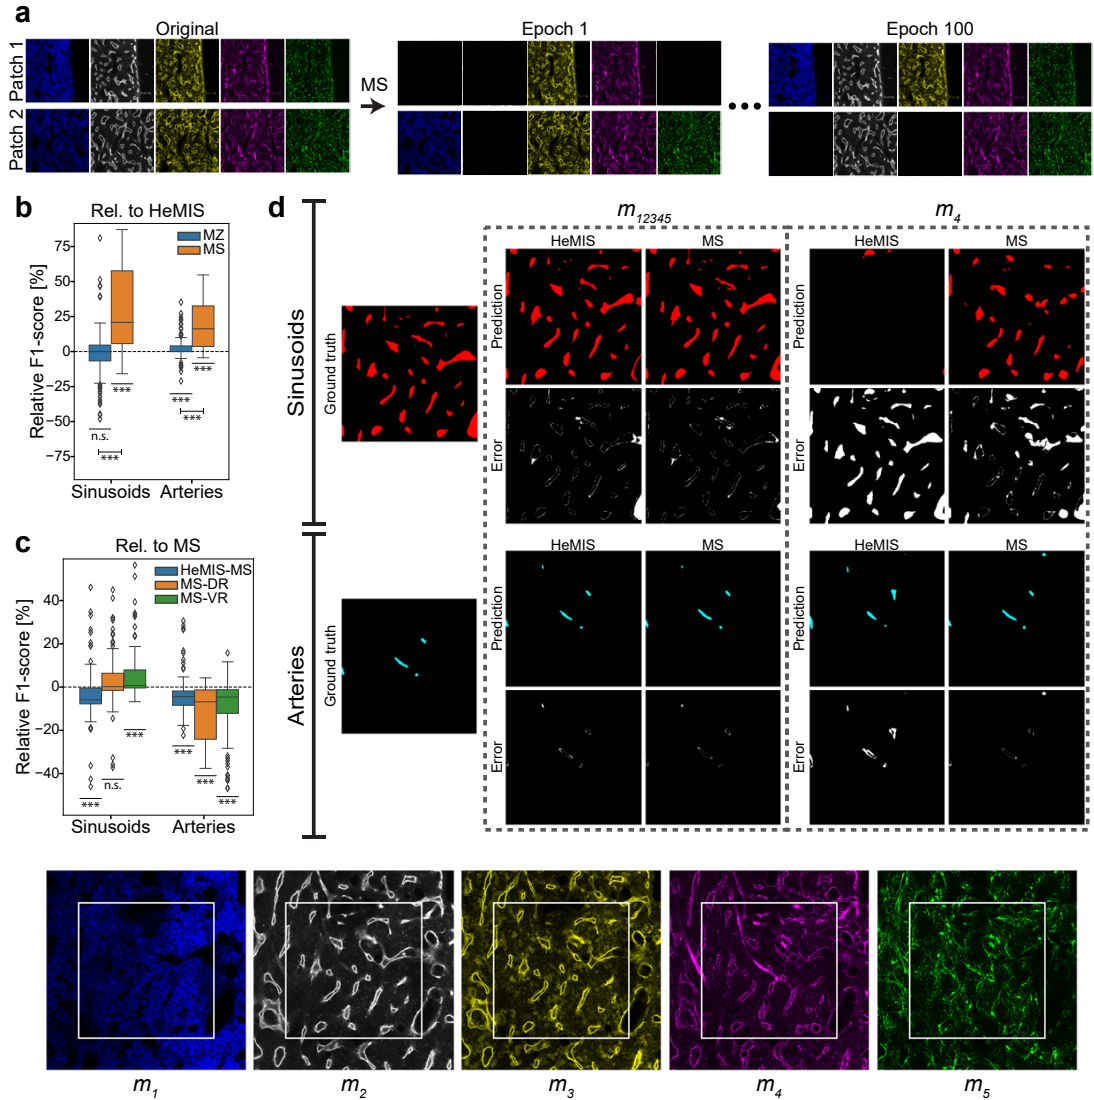 a
Original
Epoch 1
Epoch 100
Patch 1
MS
Patch 2
b
Rel. to HeMIS
MZ
MS
Relative F1-score [%]
75
50
25
0
−25
−50
−75
***
***
***
n.s.
***
***
Sinusoids
Arteries
c
Rel. to MS
HeMIS-MS
MS-DR
MS-VR
Relative F1-score [%]
40
20
0
−20
−40
***
n.s.
***
***
***
***
Sinusoids
Arteries
d
m12345
m4
Sinusoids
Ground truth
HeMIS
MS
HeMIS
MS
Prediction
Prediction
Error
Error
Arteries
Ground truth
HeMIS
MS
HeMIS
MS
Prediction
Prediction
Error
Error
m1
m2
m3
m4
m5